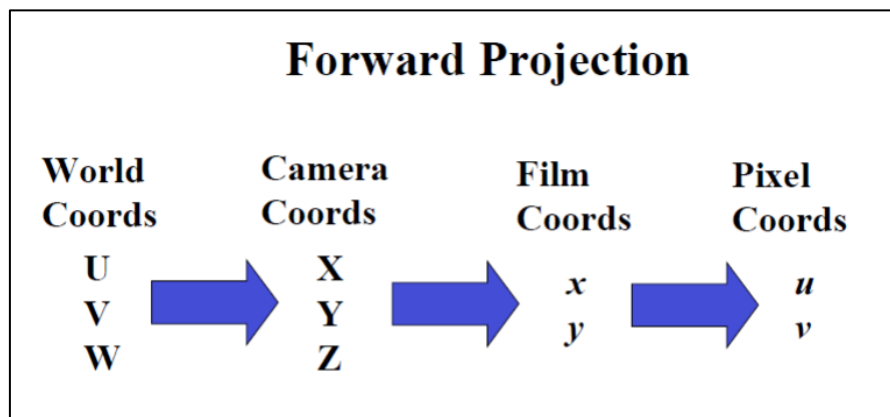 Forward Projection
World
Coords
U
V
W
Camera
Coords
X
Y
Z
Film
Coords
x
y
Pixel
Coords
u
v